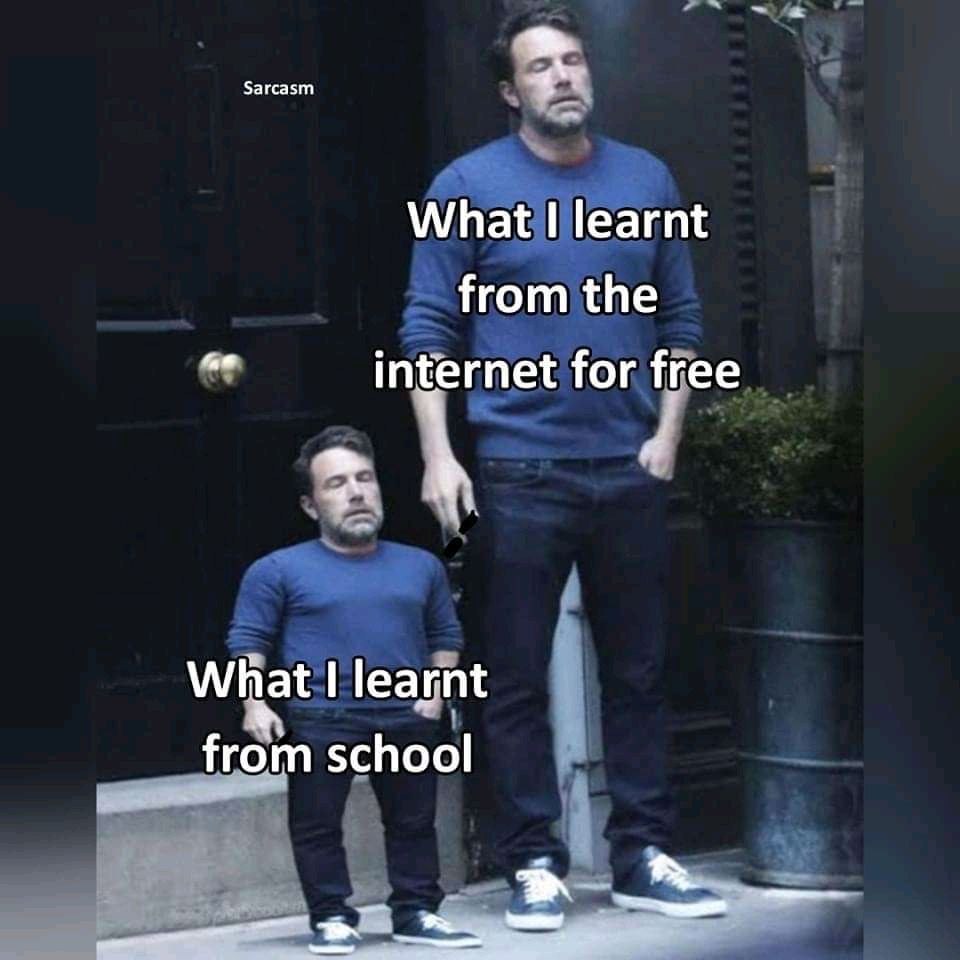 Sarcasm
What I learnt
from the
internet for free
What I learnt
from school